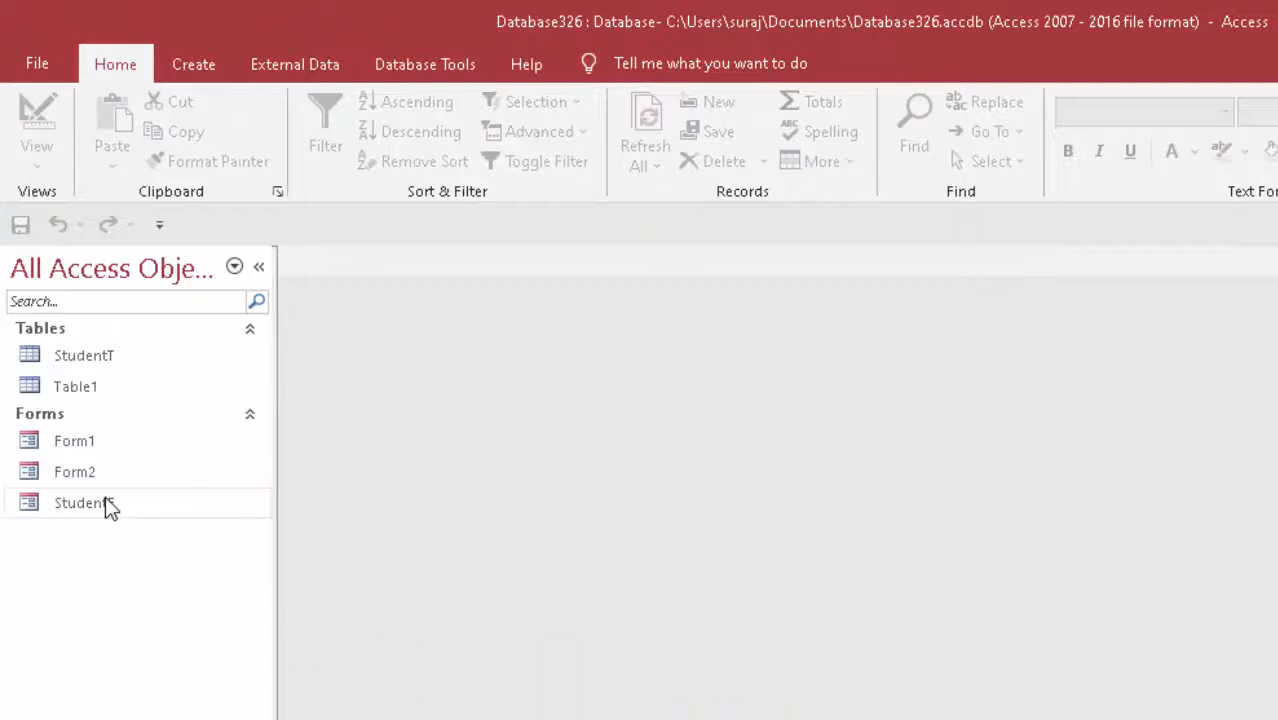 Database326 : Database- C:\Users\suraj\Documents\Database326.accdb (Access 2007 - 2016 file format) - Access
File Home Create External Data Database Tools Help Tell me what you want to do
View
Views
Paste
Cut
Copy
Format Painter
Clipboard
Filter
Ascending
Descending
Remove Sort
Selection
Advanced
Toggle Filter
Sort & Filter
Refresh
All
New
Save
Delete
Totals
Spelling
More
Records
Find
Replace
Go To
Select
Find
B I U A
All Access Obje...
Search...
Tables
StudentT
Table1
Forms
Form1
Form2